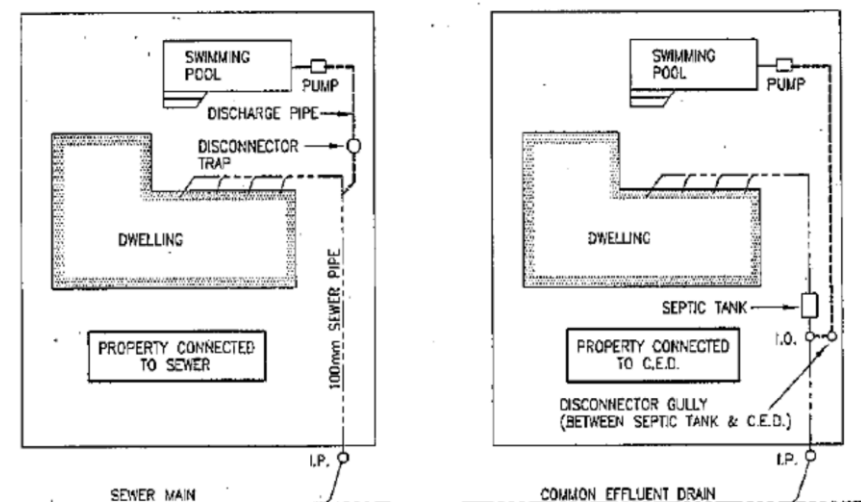 SWIMMING
POOL
PUMP
DISCHARGE PIPE
DISCONNECTOR
TRAP
DWELLING
100mm SEWER PIPE
PROPERTY CONNECTED
TO SEWER
I.P.
SEWER MAIN
SWIMMING
POOL
PUMP
DWELLING
SEPTIC TANK
I.O.
PROPERTY CONNECTED
TO C.E.D.
DISCONNECTOR GULLY
(BETWEEN SEPTIC TANK & C.E.D.)
I.P.
COMMON EFFLUENT DRAIN